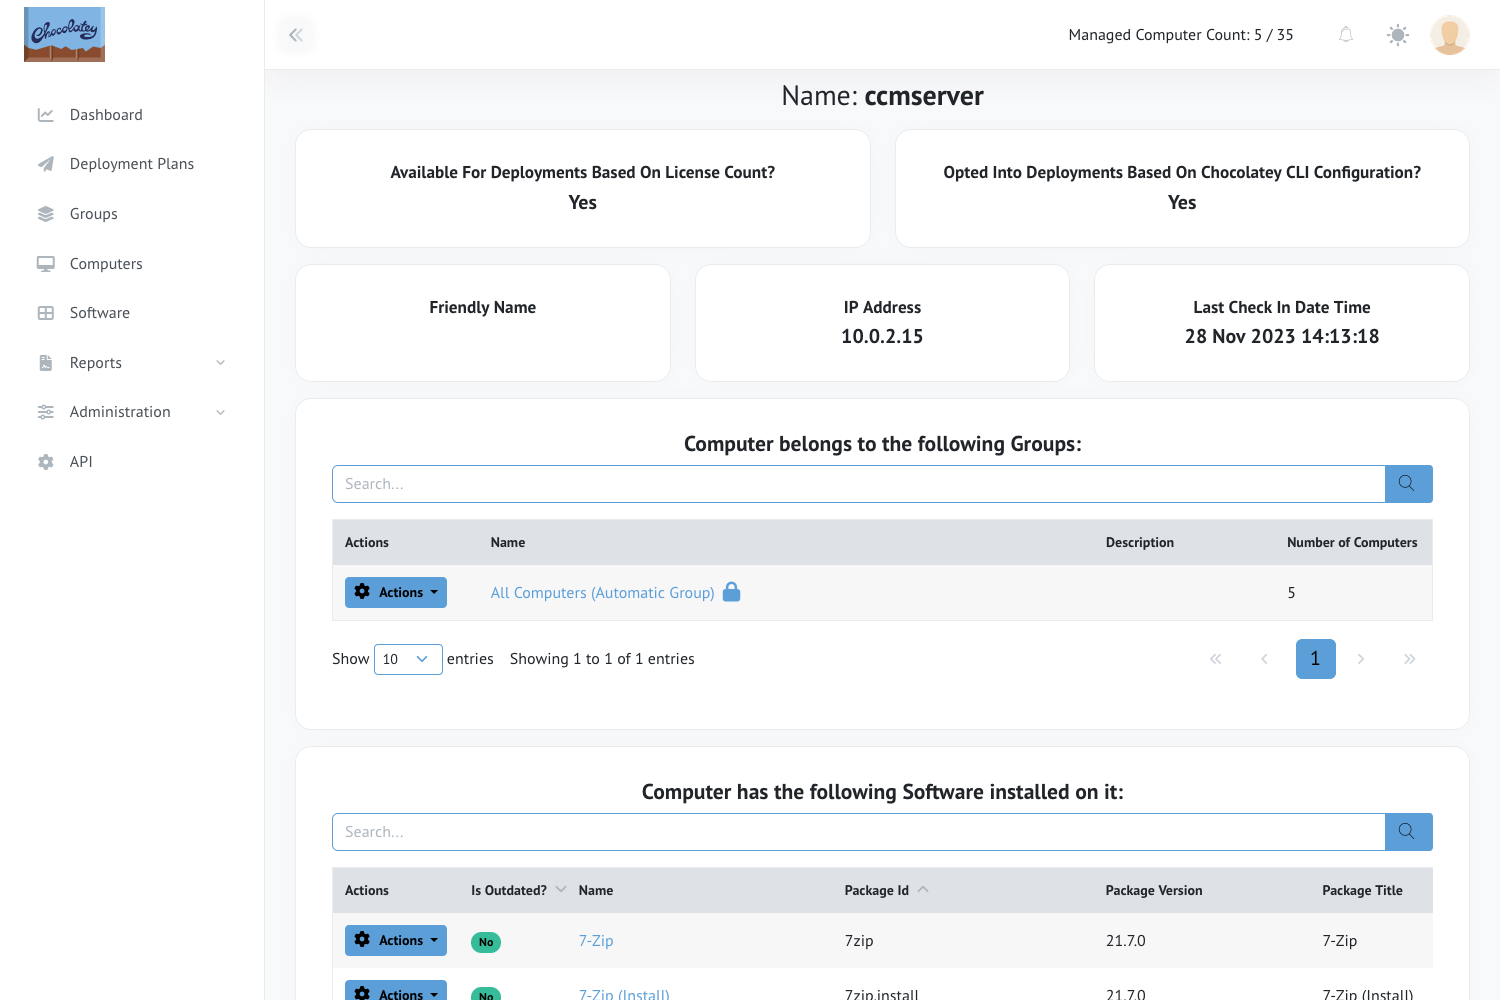 Chocolatey
Managed Computer Count: 5 / 35
Dashboard
Deployment Plans
Groups
Computers
Software
Reports
Administration
API
Name: ccmserver
Available For Deployments Based On License Count?
Yes
Opted Into Deployments Based On Chocolatey CLI Configuration?
Yes
Friendly Name
IP Address
10.0.2.15
Last Check In Date Time
28 Nov 2023 14:13:18
Computer belongs to the following Groups:
Search...
Actions Name Description Number of Computers
Actions All Computers (Automatic Group) 5
Show 10 entries Showing 1 to 1 of 1 entries « ‹ 1 › »
Computer has the following Software installed on it:
Search...
Actions Is Outdated? Name Package Id Package Version Package Title
Actions No 7-Zip 7zip 21.7.0 7-Zip
Actions No 7-Zip (Install) 7zip.install 21.7.0 7-Zip (Install)